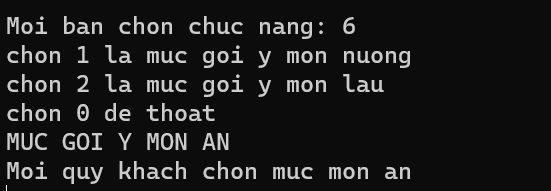 Moi ban chon chuc nang: 6
chon 1 la muc goi y mon nuong
chon 2 la muc goi y mon lau
chon 0 de thoat
MUC GOI Y MON AN
Moi quy khach chon muc mon an